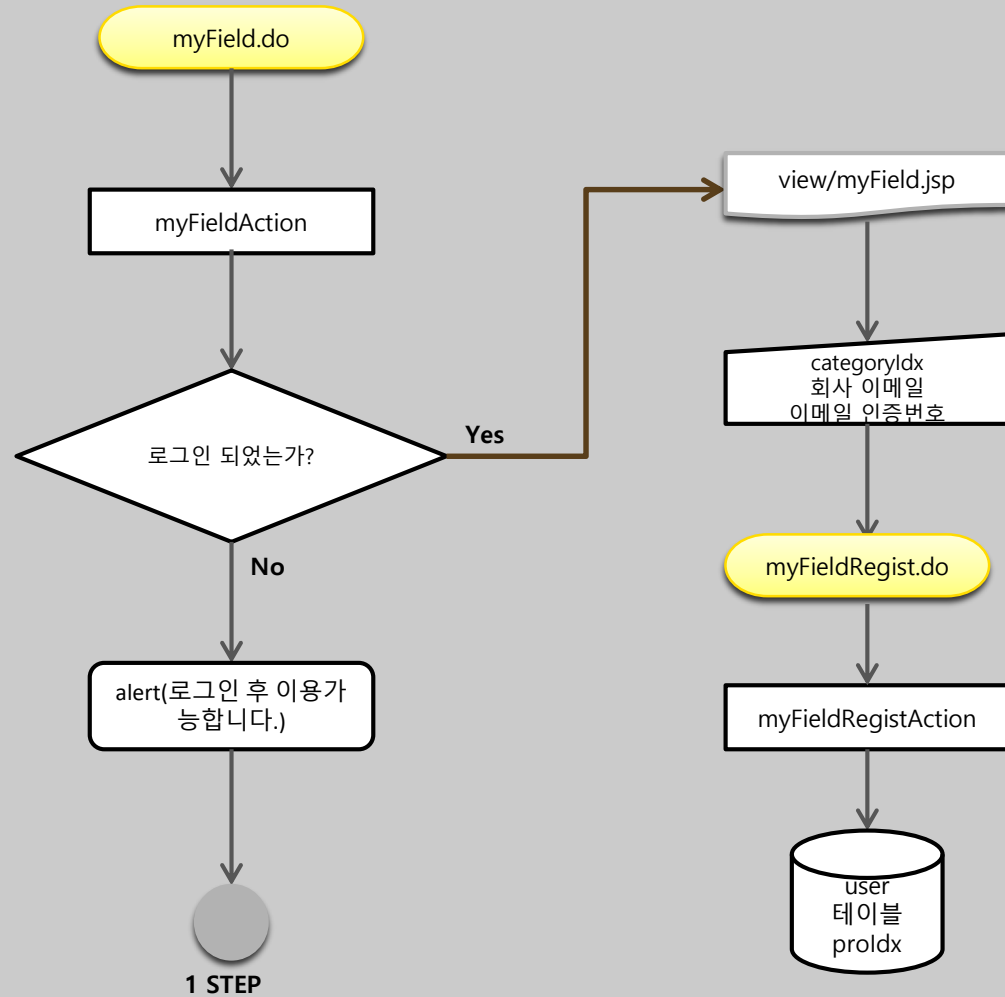 myField.do
myFieldAction
로그인 되었는가?
Yes
No
alert(로그인 후 이용가
능합니다.)
1 STEP
view/myField.jsp
categoryIdx
회사 이메일
이메일 인증번호
myFieldRegist.do
myFieldRegistAction
user
테이블
proIdx